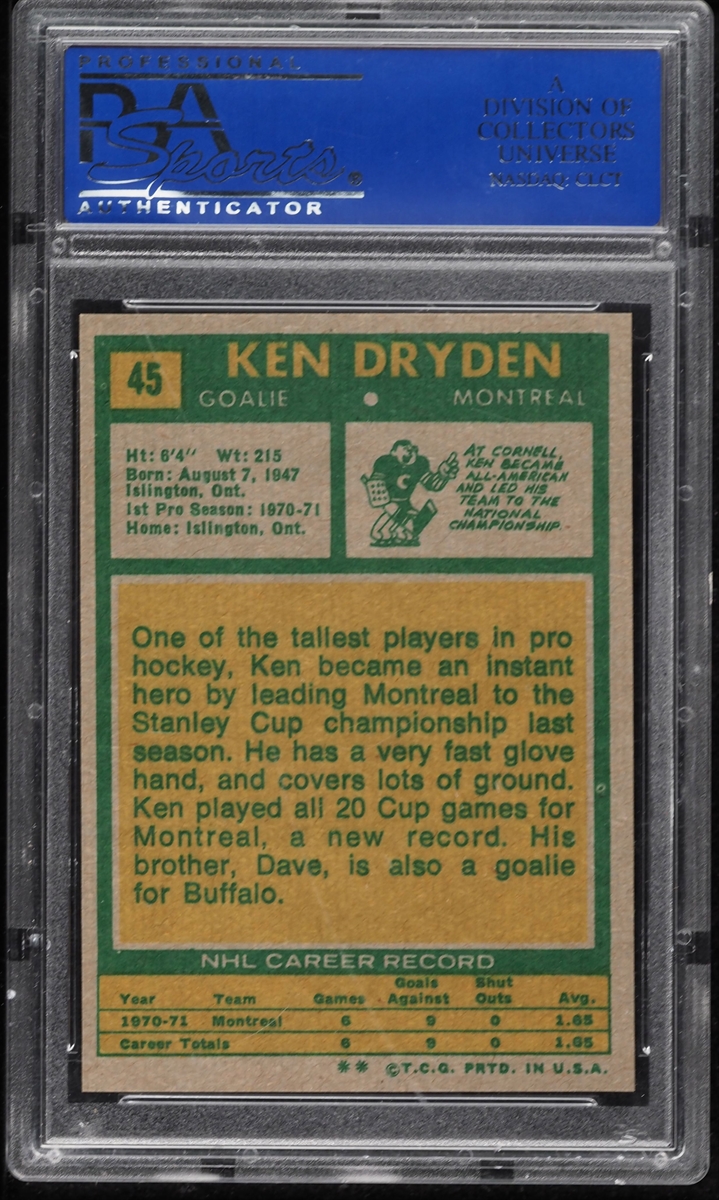 PROFESSIONAL
PSA
Sports
AUTHENTICATOR
A
DIVISION OF
COLLECTORS
UNIVERSE
NASDAQ: CLCT
45
KEN DRYDEN
GOALIE • MONTREAL
Ht: 6'4" Wt: 215
Born: August 7, 1947
Islington, Ont.
1st Pro Season: 1970-71
Home: Islington, Ont.
C
AT CORNELL,
KEN BECAME
ALL-AMERICAN
AND LED HIS
TEAM TO THE
NATIONAL
CHAMPIONSHIP.
One of the tallest players in pro
hockey, Ken became an instant
hero by leading Montreal to the
Stanley Cup championship last
season. He has a very fast glove
hand, and covers lots of ground.
Ken played all 20 Cup games for
Montreal, a new record. His
brother, Dave, is also a goalie
for Buffalo.
NHL CAREER RECORD
Year Team Games Goals Against Shut Outs Avg.
1970-71 Montreal 6 9 0 1.65
Career Totals 6 9 0 1.65
** ©T.C.G. PRTD. IN U.S.A.